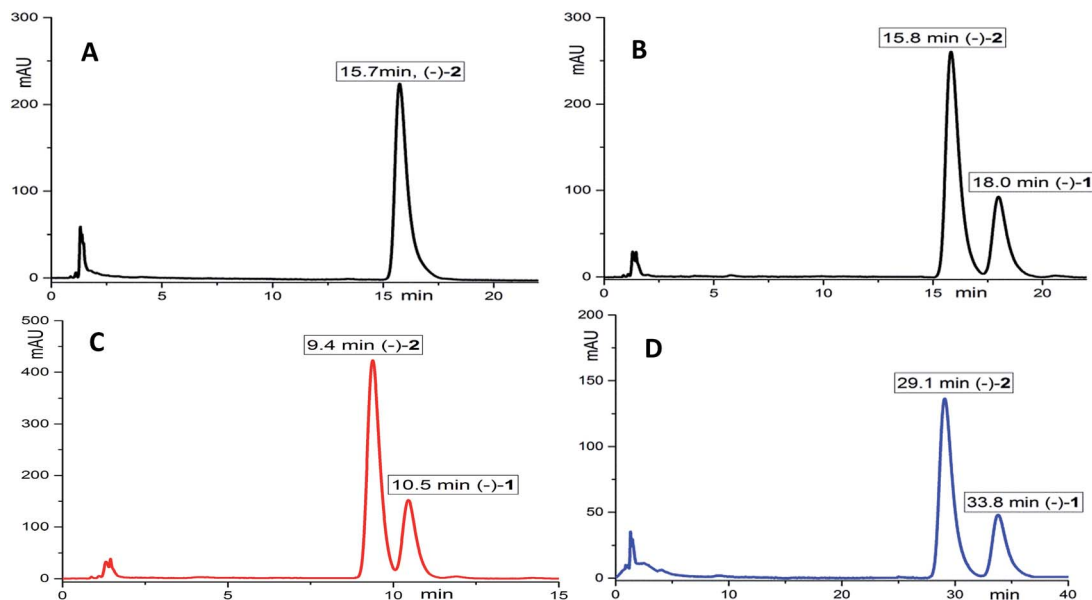 A
mAU
300
200
100
0
15.7min, (-)-2
0
5
10
15
min
20
B
mAU
300
200
100
0
15.8 min (-)-2
18.0 min (-)-1
0
5
10
15
min
20
C
mAU
500
400
300
200
100
0
9.4 min (-)-2
10.5 min (-)-1
0
5
10
min
15
D
mAU
200
150
100
50
0
29.1 min (-)-2
33.8 min (-)-1
0
10
20
30
min
40